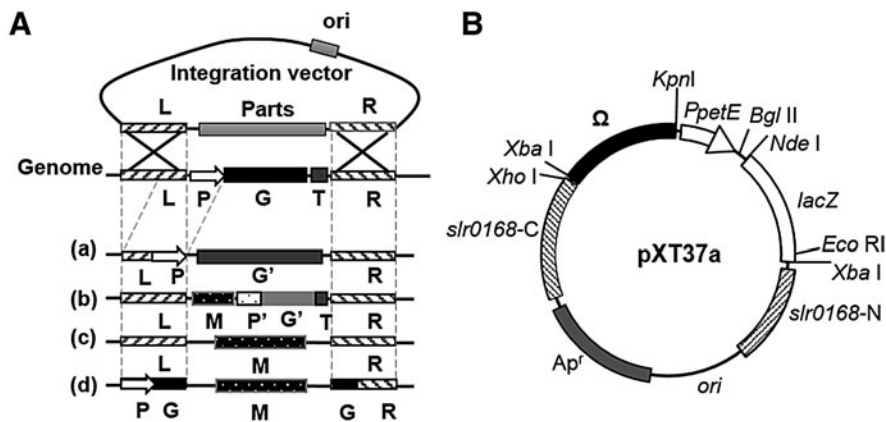 A
ori
Integration vector
L Parts R
Genome
L P G T R
(a)
L P G’ R
(b)
L M P’ G’ T R
(c)
L M R
(d)
P G M G R
B
KpnI
PpetE
Bgl II
Nde I
Ω
Xba I
Xho I
lacZ
slr0168-C
pXT37a
Eco RI
Xba I
slr0168-N
Apr
ori